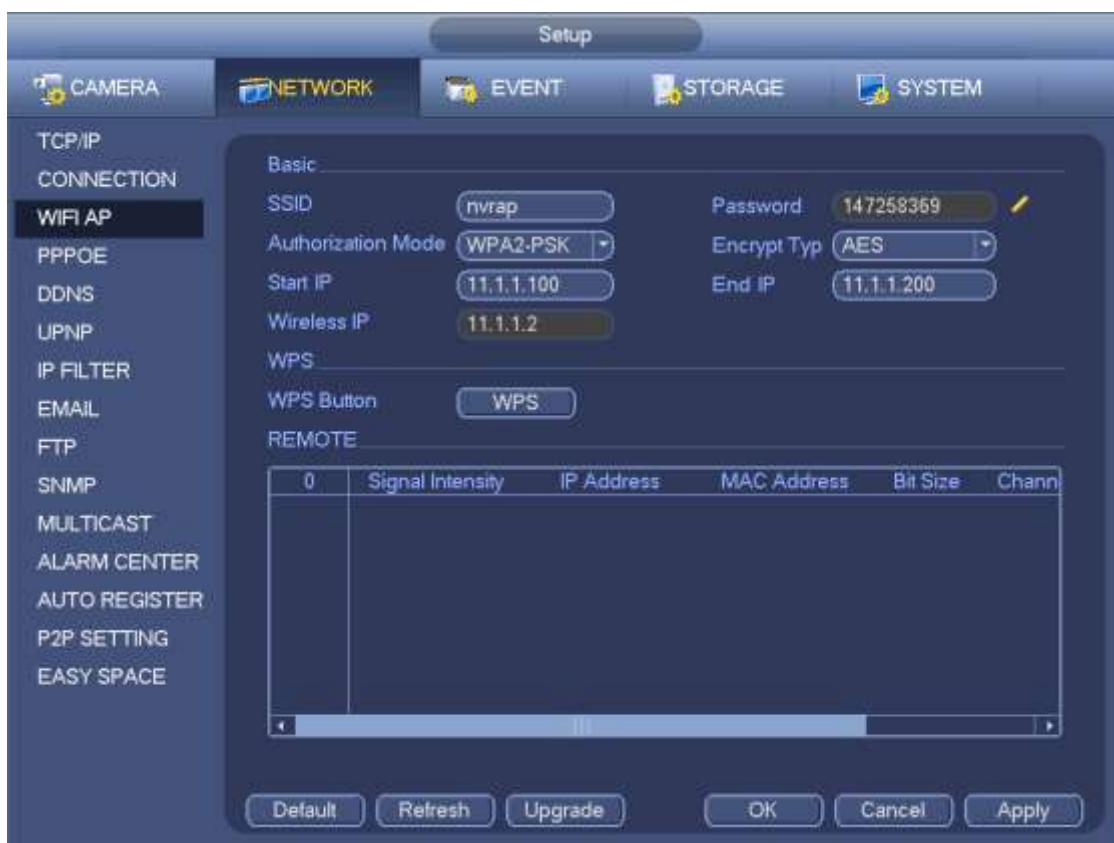 Setup
CAMERA NETWORK EVENT STORAGE SYSTEM
TCP/IP
CONNECTION
WIFI AP
PPPOE
DDNS
UPNP
IP FILTER
EMAIL
FTP
SNMP
MULTICAST
ALARM CENTER
AUTO REGISTER
P2P SETTING
EASY SPACE
Basic
SSID nvrap Password 147258369
Authorization Mode WPA2-PSK Encrypt Typ AES
Start IP 11.1.1.100 End IP 11.1.1.200
Wireless IP 11.1.1.2
WPS
WPS Button WPS
REMOTE
0 Signal Intensity IP Address MAC Address Bit Size Chann
Default Refresh Upgrade OK Cancel Apply